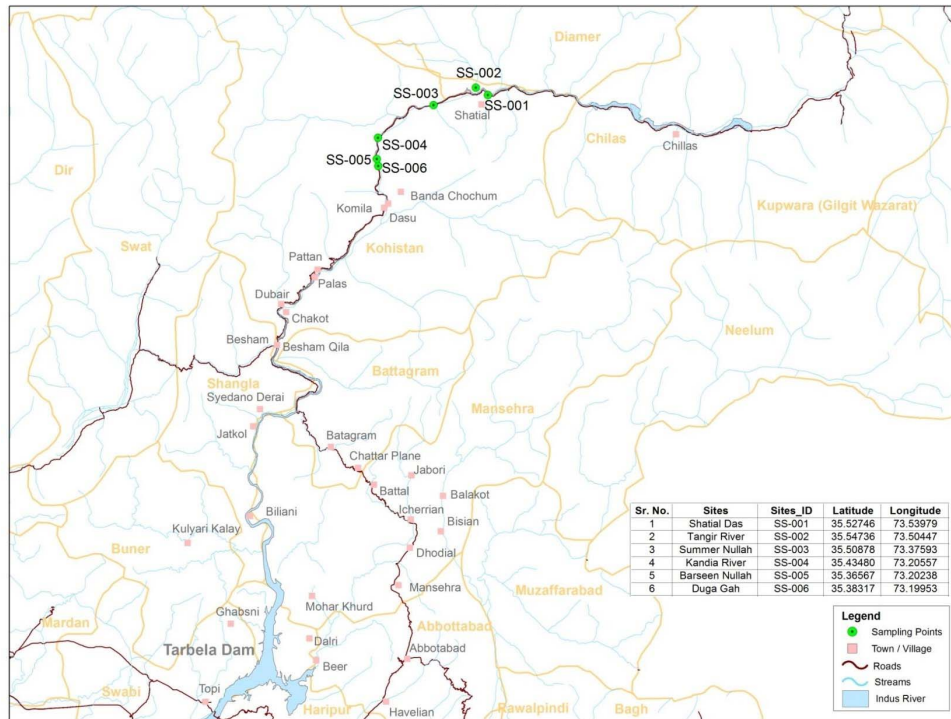 Diamer
SS-002
SS-003
SS-001
Shatial
Chilas
Chillas
SS-004
SS-005
SS-006
Dir
Banda Chochum
Komila
Dasu
Kupwara (Gilgit Wazarat)
Swat
Kohistan
Pattan
Palas
Dubair
Chakot
Neelum
Besham
Besham Qila
Battagram
Shangla
Syedano Derai
Mansehra
Jatkol
Batagram
Chattar Plane
Jabori
Battal
Balakot
Biliani
Icherrian
Bisian
Kulyari Kalay
Buner
Dhodial
Mansehra
Muzaffarabad
Mohar Khurd
Ghabsni
Mardan
Abbottabad
Dalri
Tarbela Dam
Beer
Abbotabad
Swabi
Topi
Haripur
Havelian
Rawalpindi
Bagh
Sr. No. Sites Sites_ID Latitude Longitude
1 Shatial Das SS-001 35.52746 73.53979
2 Tangir River SS-002 35.54736 73.50447
3 Summer Nullah SS-003 35.50878 73.37593
4 Kandia River SS-004 35.43480 73.20557
5 Barseen Nullah SS-005 35.36567 73.20238
6 Duga Gah SS-006 35.38317 73.19953
Legend
Sampling Points
Town / Village
Roads
Streams
Indus River